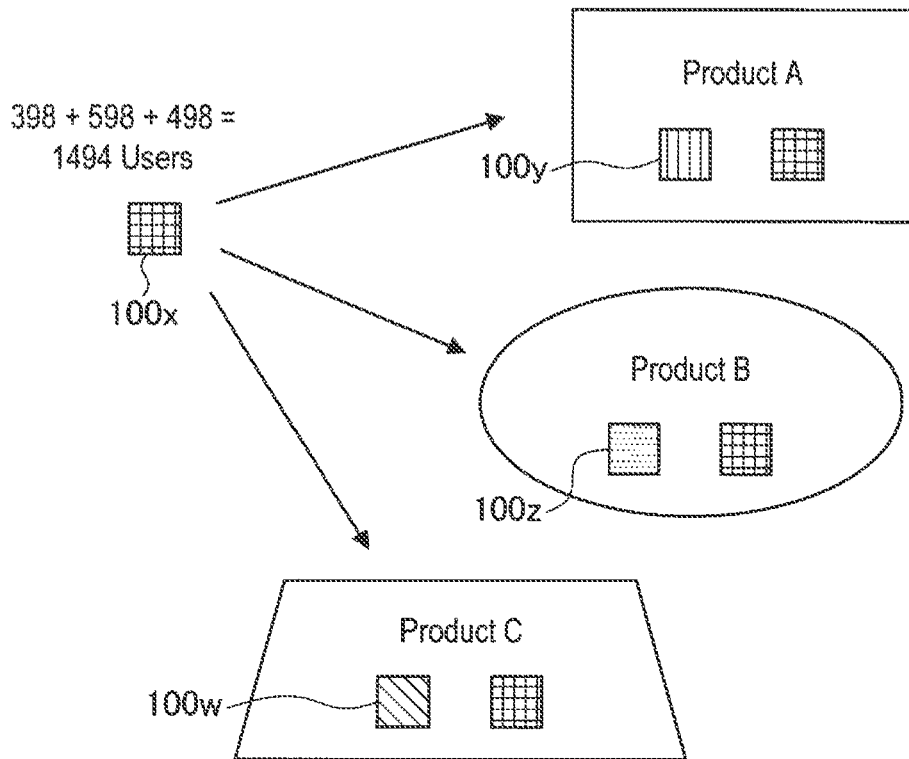 398 + 598 + 498 =
1494 Users
100x
Product A
100y
Product B
100z
Product C
100w